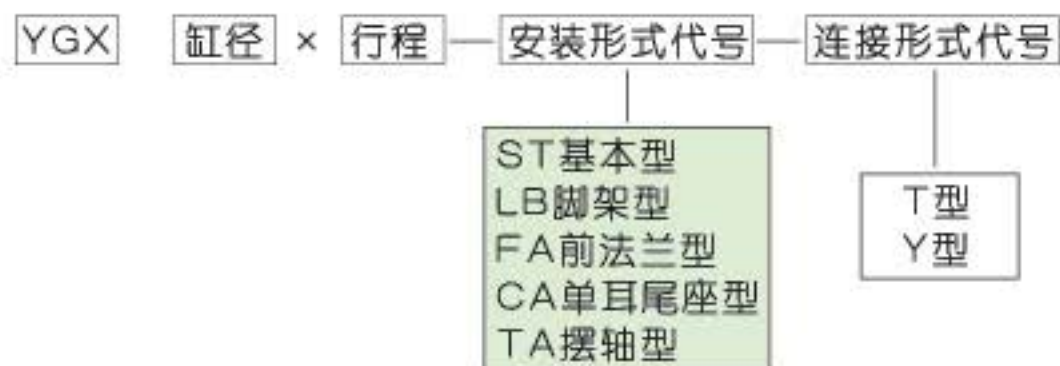 YGX 缸径 × 行程 — 安装形式代号 — 连接形式代号
ST基本型
LB脚架型
FA前法兰型
CA单耳尾座型
TA摆轴型
T型
Y型